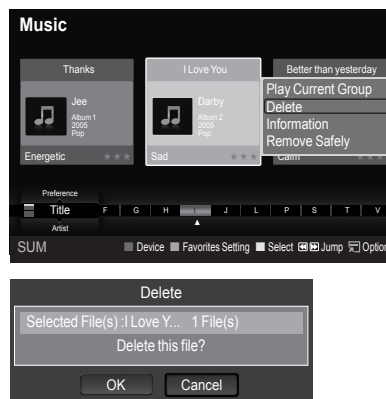 Music
Thanks
Jee
Album 1
2005
Pop
Energetic
I Love You
Darby
Album 2
2005
Pop
Sad
Better than yesterday
Play Current Group
Delete
Information
Remove Safely
Calm
Preference
Title F G H I J L P S T V
Artist
SUM Device Favorites Setting Select Jump Option
Delete
Selected File(s) :I Love Y... 1 File(s)
Delete this file?
OK Cancel